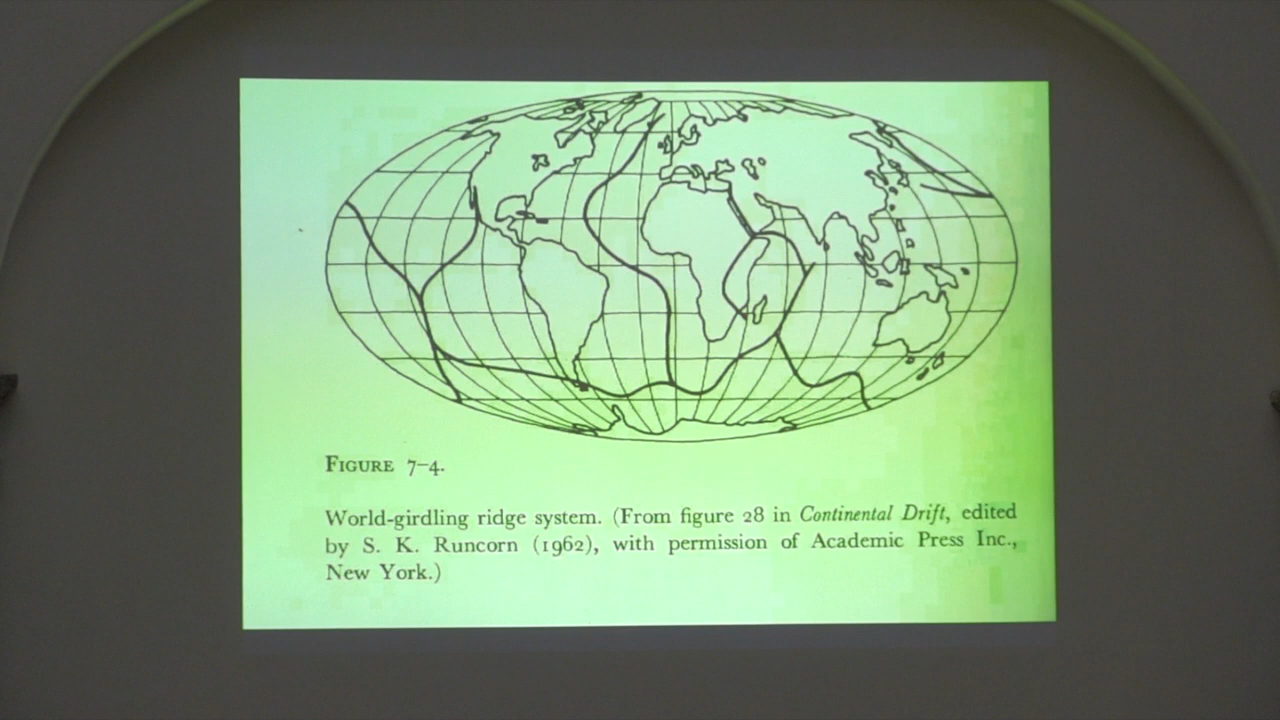 FIGURE 7–4.
World-girdling ridge system. (From figure 28 in Continental Drift, edited
by S. K. Runcorn (1962), with permission of Academic Press Inc.,
New York.)